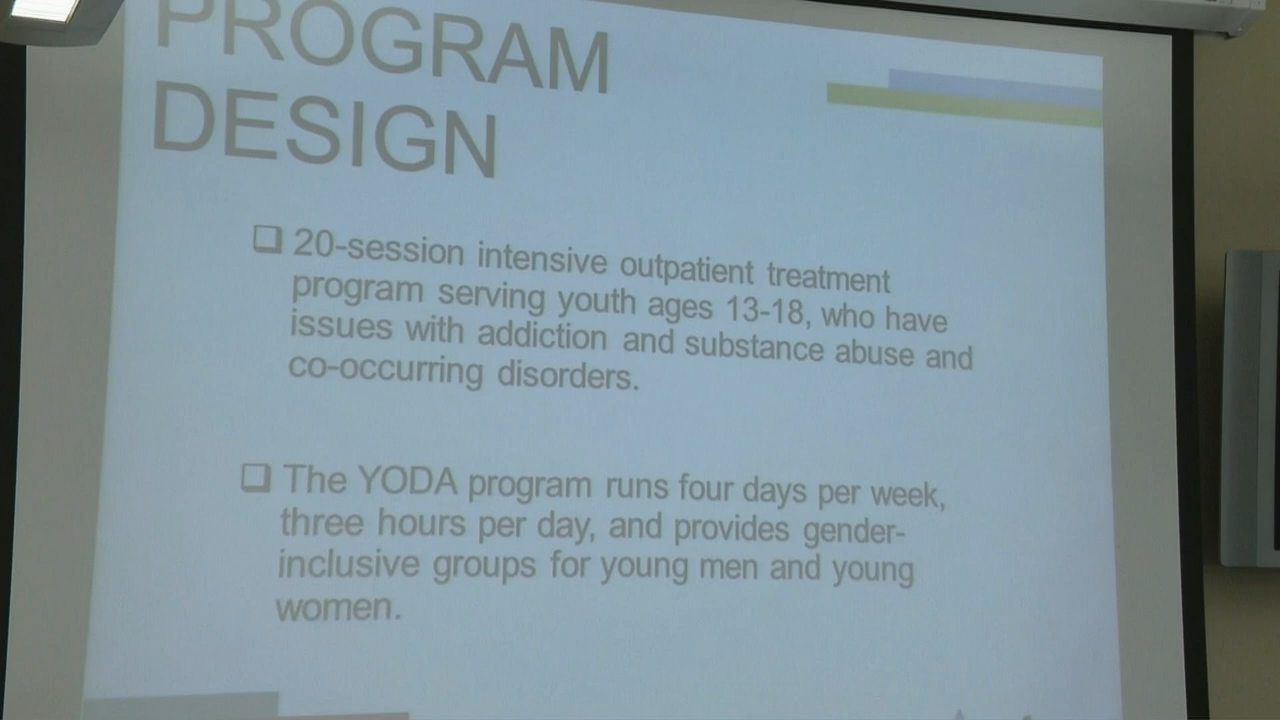 PROGRAM
DESIGN
❑ 20-session intensive outpatient treatment
program serving youth ages 13-18, who have
issues with addiction and substance abuse and
co-occurring disorders.
❑ The YODA program runs four days per week,
three hours per day, and provides gender-
inclusive groups for young men and young
women.